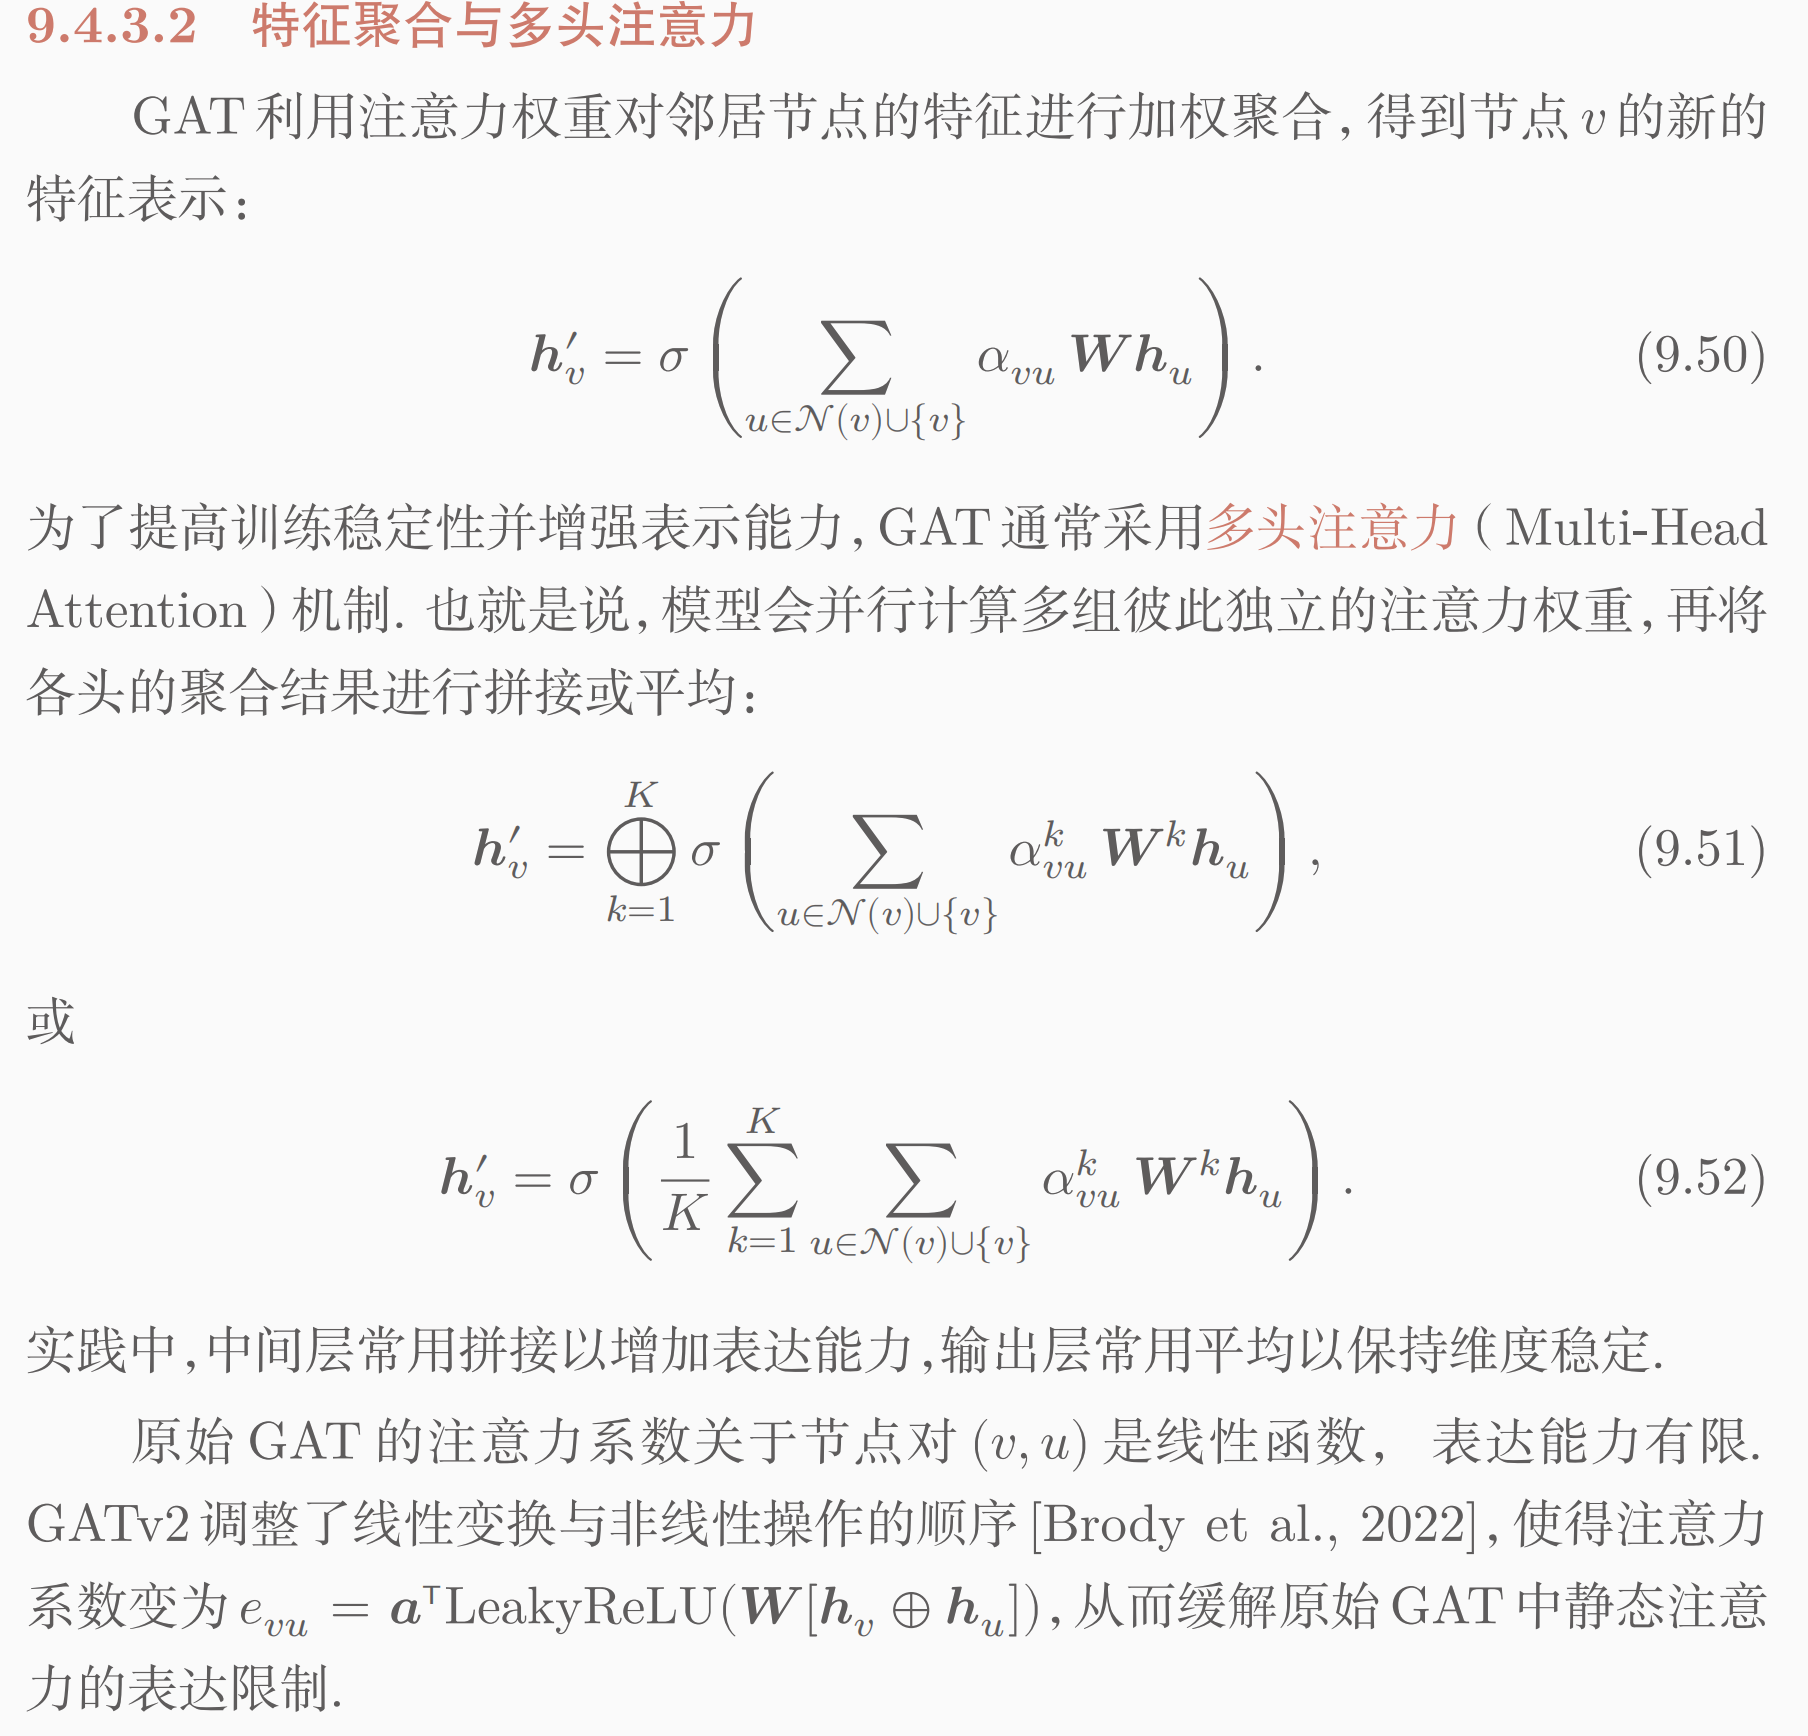 9.4.3.2 特征聚合与多头注意力
GAT 利用注意力权重对邻居节点的特征进行加权聚合, 得到节点 v 的新的
特征表示:
h′_v = σ ( ∑_{u∈𝒩(v)∪{v}} α_{vu} W h_u ) . (9.50)
为了提高训练稳定性并增强表示能力, GAT 通常采用多头注意力 ( Multi-Head
Attention ) 机制. 也就是说, 模型会并行计算多组彼此独立的注意力权重, 再将
各头的聚合结果进行拼接或平均:
h′_v = ⨁_{k=1}^{K} σ ( ∑_{u∈𝒩(v)∪{v}} α_{vu}^k W^k h_u ) , (9.51)
或
h′_v = σ ( \frac{1}{K} ∑_{k=1}^{K} ∑_{u∈𝒩(v)∪{v}} α_{vu}^k W^k h_u ) . (9.52)
实践中, 中间层常用拼接以增加表达能力, 输出层常用平均以保持维度稳定.
原始 GAT 的注意力系数关于节点对 (v, u) 是线性函数, 表达能力有限.
GATv2 调整了线性变换与非线性操作的顺序 [Brody et al., 2022], 使得注意力
系数变为 e_{vu} = a^⊤LeakyReLU(W[h_v ⊕ h_u]), 从而缓解原始 GAT 中静态注意
力的表达限制.